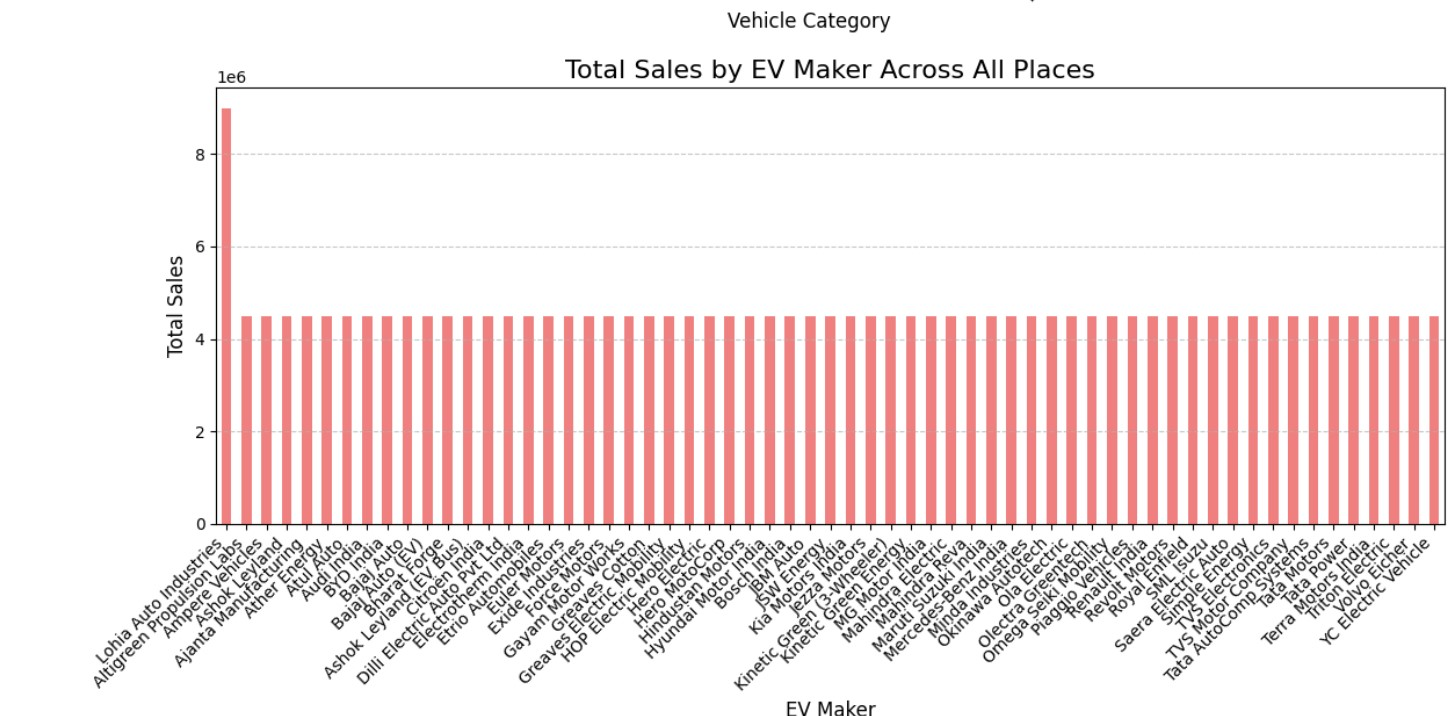 Vehicle Category
Total Sales by EV Maker Across All Places
1e6
8
6
4
2
0
Total Sales
Lohia Auto Industries
Altigreen Propulsion Labs
Ampere Vehicles
Ashok Leyland
Ajanta Manufacturing
Ather Energy
Atul Auto
Audi India
BYD India
Bajaj Auto
Bajaj Auto (EV)
Bharat Forge
Ashok Leyland (EV Bus)
Citroen India
Dilli Electric Auto Pvt Ltd
Electrotherm India
Etrio Automobiles
Euler Motors
Exide Industries
Force Motors
Gayam Motor Works
Greaves Cotton
Greaves Electric Mobility
HOP Electric Mobility
Hero Electric
Hero MotoCorp
Hindustan Motors
Hyundai Motor India
Bosch India
JBM Auto
JSW Energy
Kia Motors India
Jezza Motors
Kinetic Green (3-Wheeler)
Kinetic Green Energy
MG Motor India
Mahindra Electric
Mahindra Reva
Maruti Suzuki India
Mercedes-Benz India
Minda Industries
Okinawa Autotech
Ola Electric
Olectra Greentech
Omega Seiki Mobility
Piaggio Vehicles
Renault India
Revolt Motors
Royal Enfield
SML Isuzu
Saera Electric Auto
Simple Energy
TVS Electronics
TVS Motor Company
Tata AutoComp Systems
Tata Motors
Tata Power
Terra Motors India
Triton Electric
Volvo Eicher
YC Electric Vehicle
EV Maker